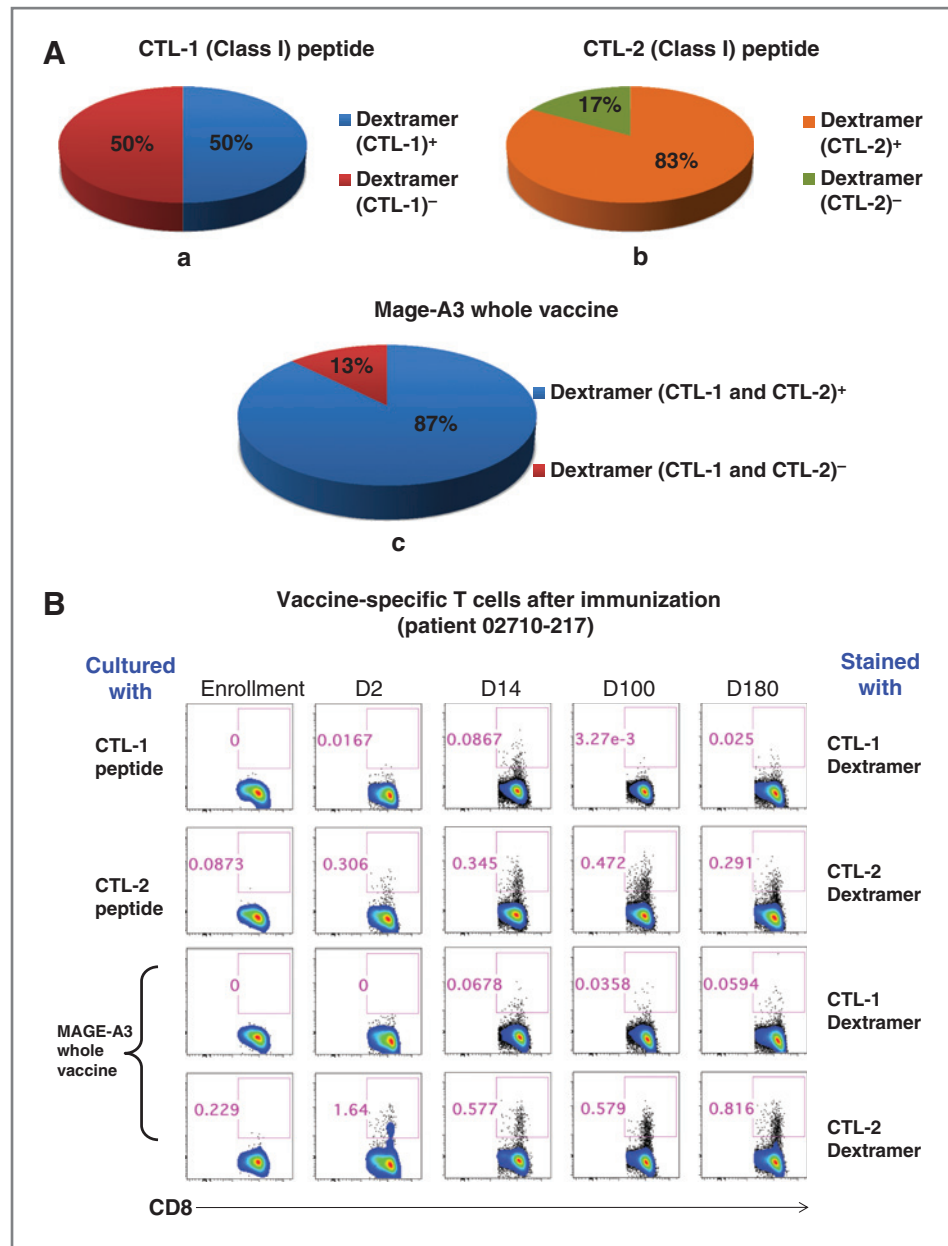 A
CTL-1 (Class I) peptide
50%
50%
Dextramer
(CTL-1)+
Dextramer
(CTL-1)–
a
CTL-2 (Class I) peptide
17%
83%
Dextramer
(CTL-2)+
Dextramer
(CTL-2)–
b
Mage-A3 whole vaccine
13%
87%
Dextramer (CTL-1 and CTL-2)+
Dextramer (CTL-1 and CTL-2)–
c
B
Vaccine-specific T cells after immunization
(patient 02710-217)
Cultured
with
Stained
with
Enrollment D2 D14 D100 D180
CTL-1
peptide
0 0.0167 0.0867 3.27e-3 0.025
CTL-1
Dextramer
CTL-2
peptide
0.0873 0.306 0.345 0.472 0.291
CTL-2
Dextramer
MAGE-A3
whole
vaccine
0 0 0.0678 0.0358 0.0594
CTL-1
Dextramer
0.229 1.64 0.577 0.579 0.816
CTL-2
Dextramer
CD8